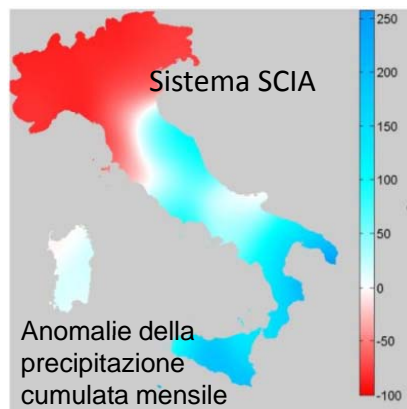 Sistema SCIA
250
200
150
100
50
0
-50
-100
Anomalie della
precipitazione
cumulata mensile